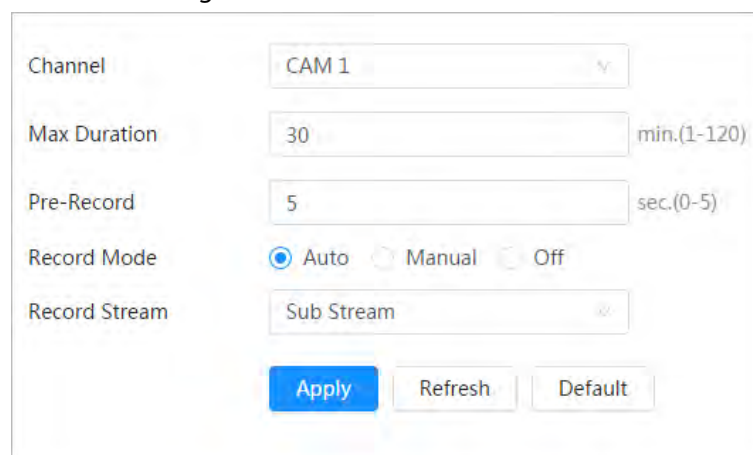 Channel CAM 1
Max Duration 30 min.(1-120)
Pre-Record 5 sec.(0-5)
Record Mode Auto Manual Off
Record Stream Sub Stream
Apply Refresh Default